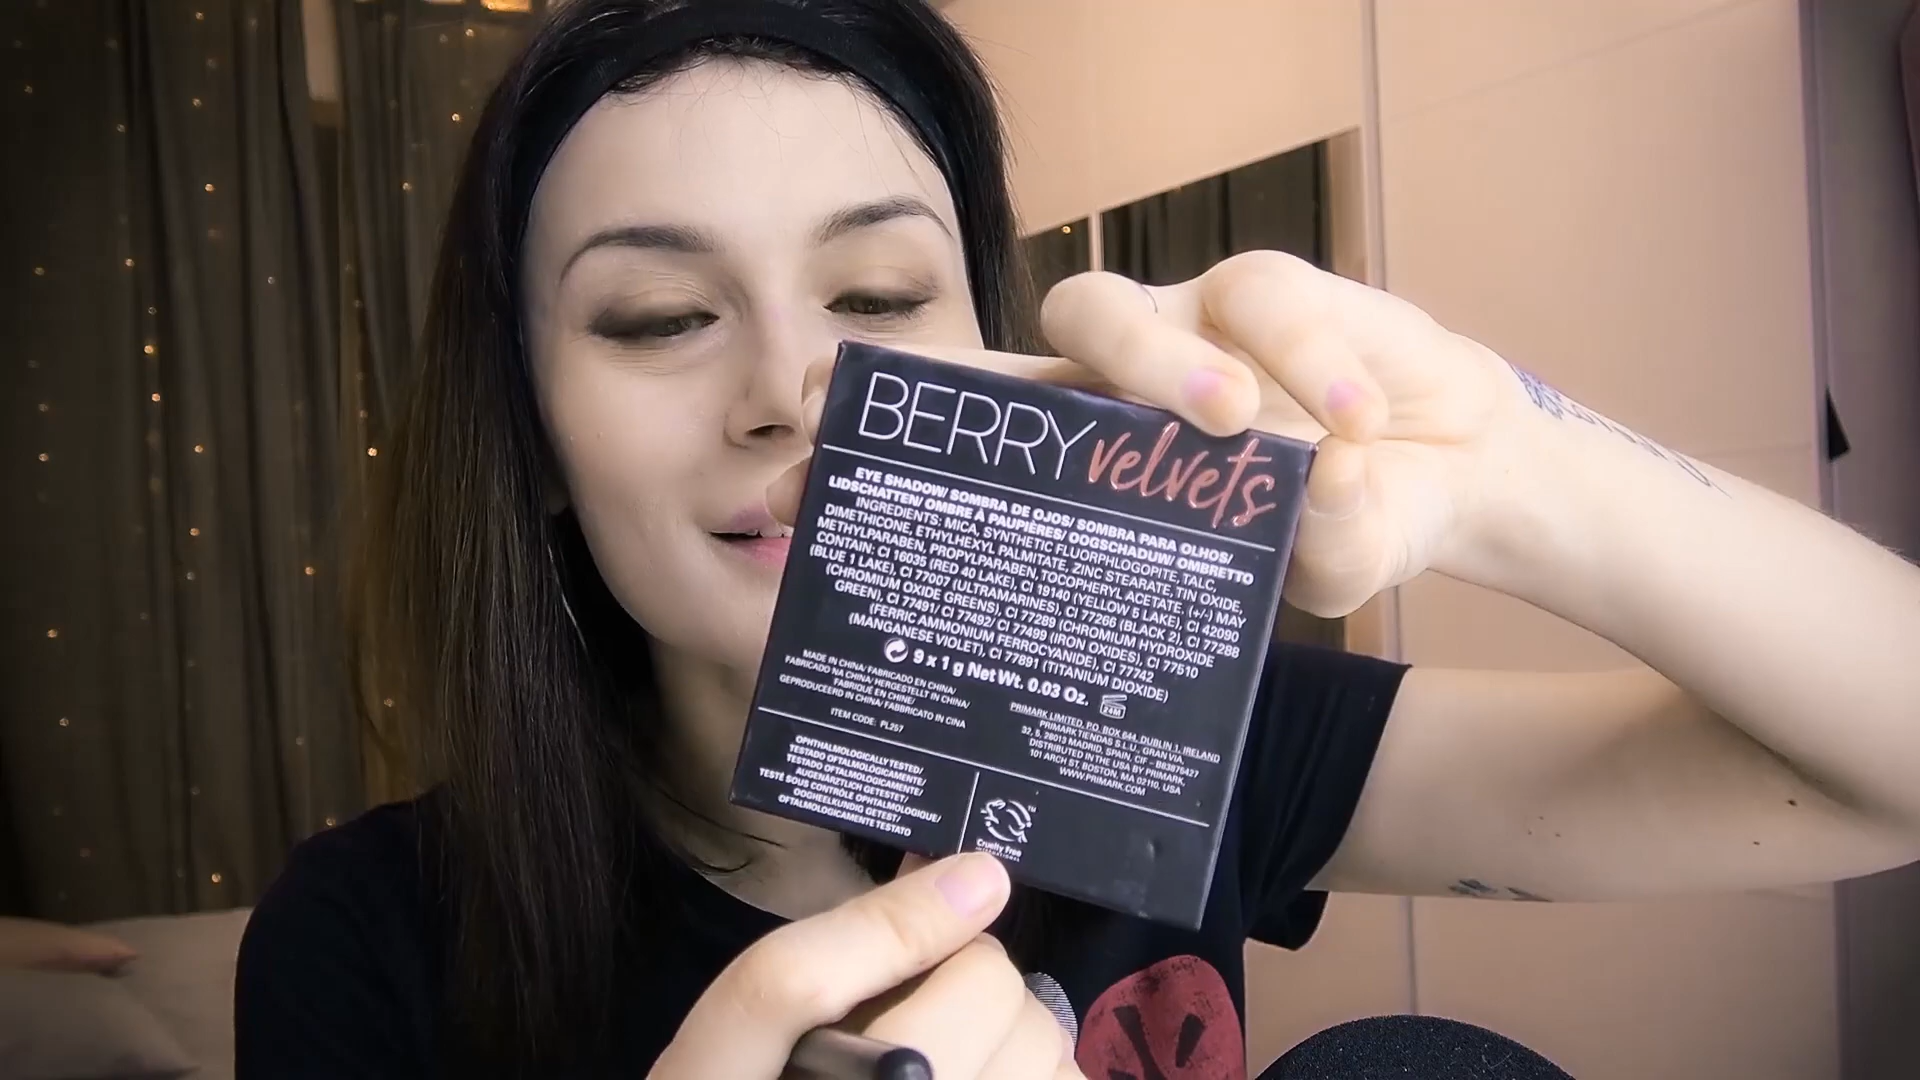 BERRY velvets
EYE SHADOW/ SOMBRA DE OJOS/ SOMBRA PARA OLHOS/
LIDSCHATTEN/ OMBRE À PAUPIÈRES/ OOGSCHADUW/ OMBRETTO
INGREDIENTS: MICA, SYNTHETIC FLUORPHLOGOPITE, TALC,
DIMETHICONE, ETHYLHEXYL PALMITATE, ZINC STEARATE, TIN OXIDE,
METHYLPARABEN, PROPYLPARABEN, TOCOPHERYL ACETATE. (+/-) MAY
CONTAIN: CI 16035 (RED 40 LAKE), CI 19140 (YELLOW 5 LAKE), CI 42090
(BLUE 1 LAKE), CI 77007 (ULTRAMARINES), CI 77266 (BLACK 2), CI 77288
(CHROMIUM OXIDE GREENS), CI 77289 (CHROMIUM HYDROXIDE
GREEN), CI 77491/ CI 77492/ CI 77499 (IRON OXIDES), CI 77510
(FERRIC AMMONIUM FERROCYANIDE), CI 77742
(MANGANESE VIOLET), CI 77891 (TITANIUM DIOXIDE)
9 x 1 g Net Wt. 0.03 Oz.
24M
MADE IN CHINA/ FABRICADO EN CHINA/
FABRICADO NA CHINA/ HERGESTELLT IN CHINA/
FABRIQUÉ EN CHINE/
GEPRODUCEERD IN CHINA/ FABBRICATO IN CINA
ITEM CODE: PL257
PRIMARK LIMITED, P.O. BOX 644, DUBLIN 1, IRELAND
PRIMARK TIENDAS S.L.U., GRAN VIA,
32, 5, 28013 MADRID, SPAIN, CIF - B83875427
DISTRIBUTED IN THE USA BY PRIMARK,
101 ARCH ST, BOSTON, MA 02110, USA
WWW.PRIMARK.COM
OPHTHALMOLOGICALLY TESTED/
TESTADO OFTALMOLÓGICAMENTE/
TESTADO OFTALMOLOGICAMENTE/
AUGENÄRZTLICH GETESTET/
TESTÉ SOUS CONTRÔLE OPHTALMOLOGIQUE/
OOGHEELKUNDIG GETEST/
OFTALMOLOGICAMENTE TESTATO
TM
Cruelty Free
INTERNATIONAL